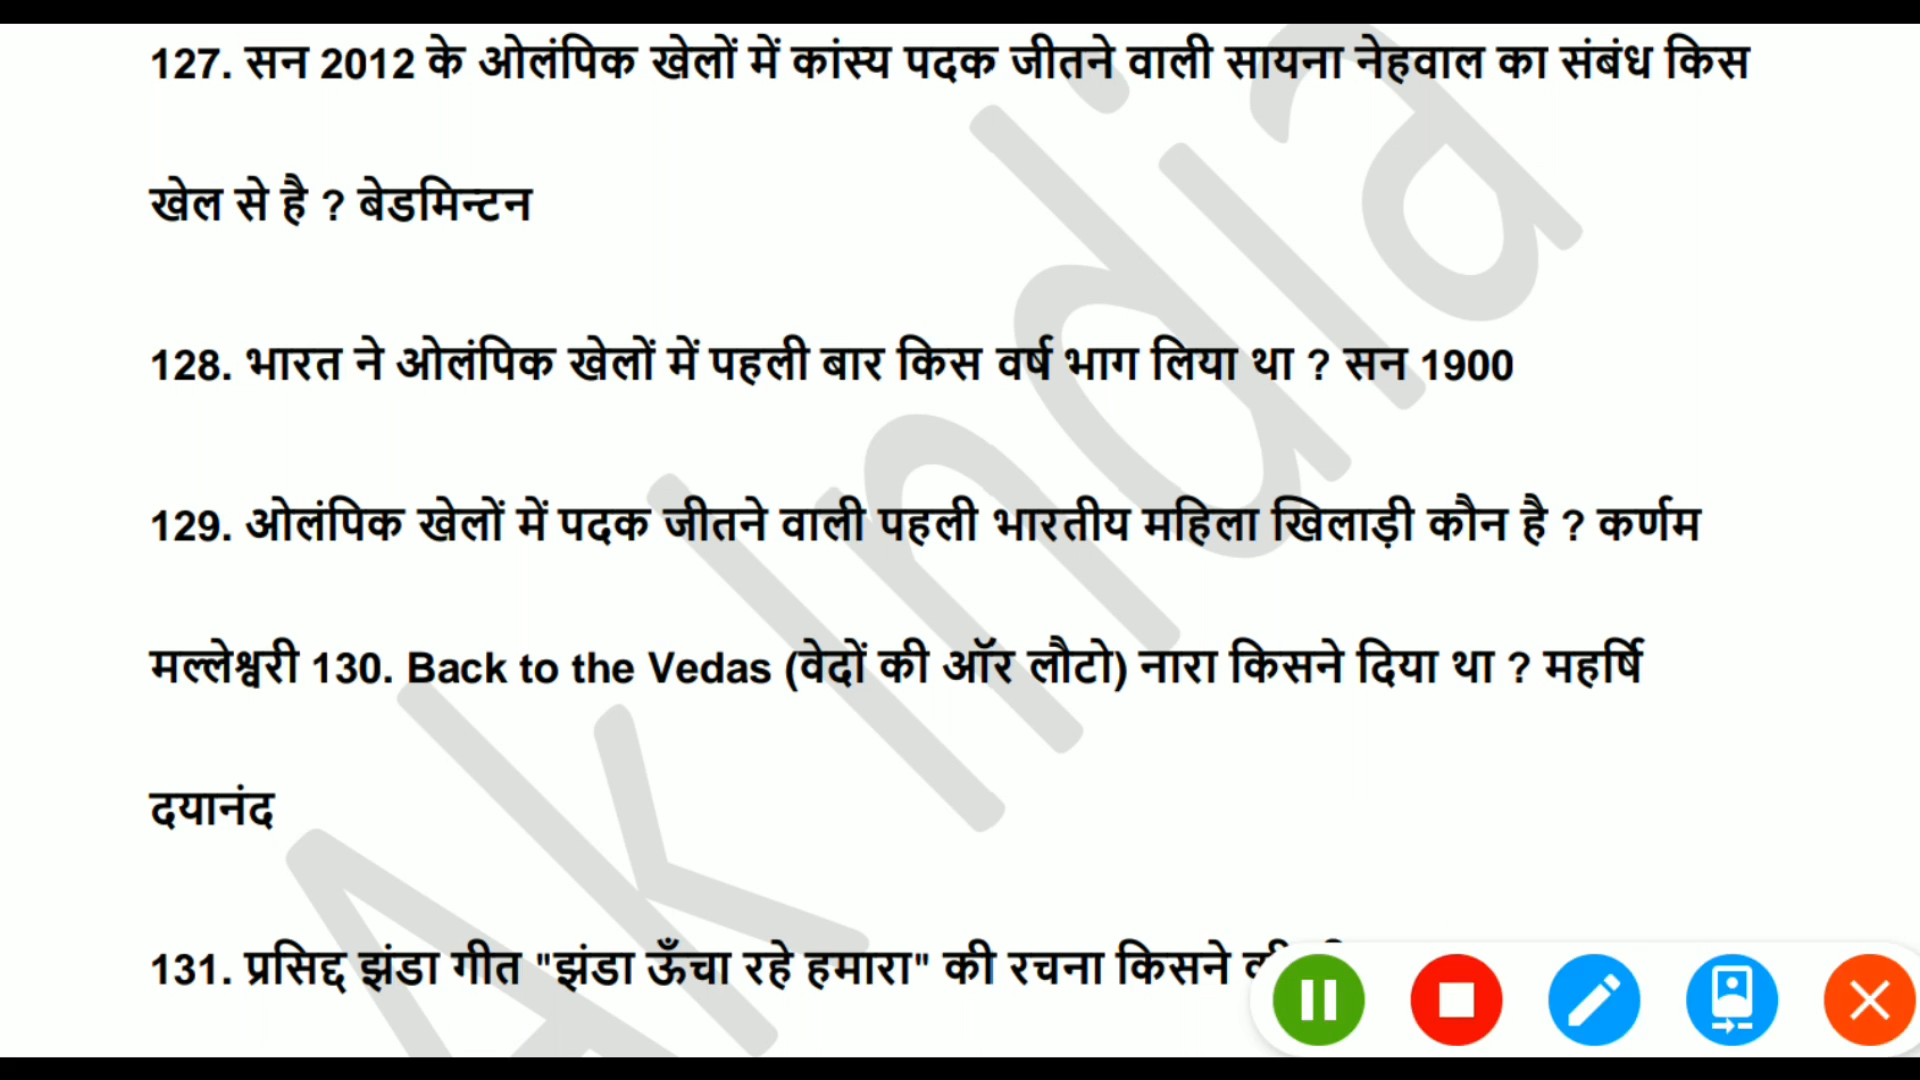 127. सन 2012 के ओलंपिक खेलों में कांस्य पदक जीतने वाली सायना नेहवाल का संबंध किस
खेल से है ? बेडमिन्टन
128. भारत ने ओलंपिक खेलों में पहली बार किस वर्ष भाग लिया था ? सन 1900
129. ओलंपिक खेलों में पदक जीतने वाली पहली भारतीय महिला खिलाड़ी कौन है ? कर्णम
मल्लेश्वरी 130. Back to the Vedas (वेदों की ऑर लौटो) नारा किसने दिया था ? महर्षि
दयानंद
131. प्रसिद्द झंडा गीत "झंडा ऊँचा रहे हमारा" की रचना किसने
Ak India